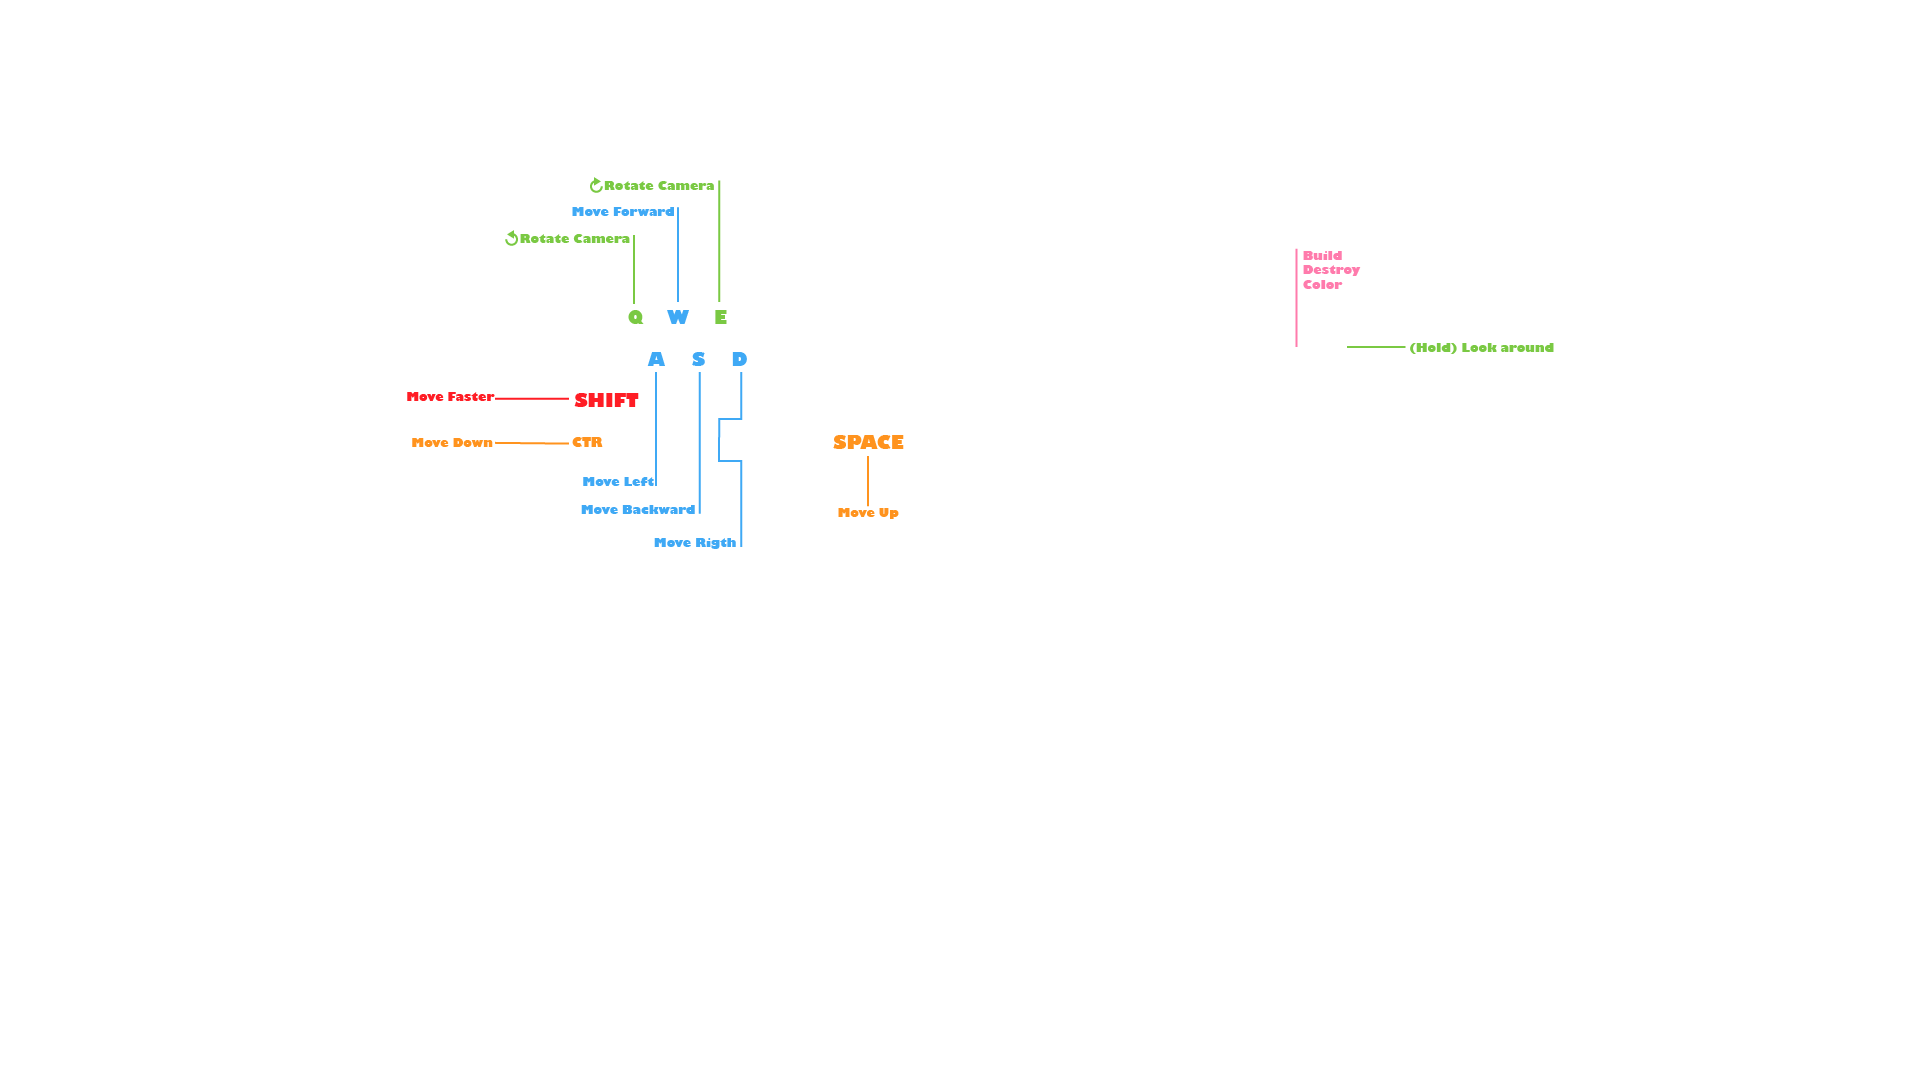 Rotate Camera
Move Forward
Rotate Camera
Q W E
A S D
Move Faster SHIFT
Move Down CTR
SPACE
Move Left
Move Backward
Move Up
Move Rigth
Build
Destroy
Color
(Hold) Look around